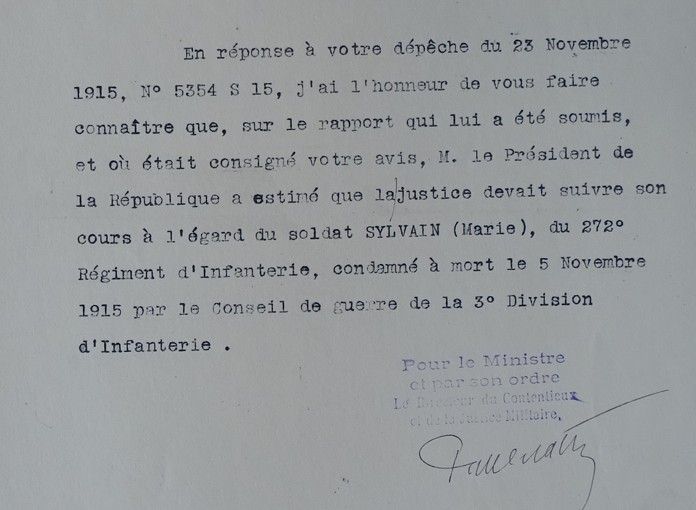 En réponse à votre dépêche du 23 Novembre
1915, N° 5354 S 15, j'ai l'honneur de vous faire
connaître que, sur le rapport qui lui a été soumis,
et où était consigné votre avis, M. le Président de
la République a estimé que la justice devait suivre son
cours à l'égard du soldat SYLVAIN (Marie), du 272°
Régiment d'Infanterie, condamné à mort le 5 Novembre
1915 par le Conseil de guerre de la 3° Division
d'Infanterie .
Pour le Ministre
et par son ordre
Le Directeur du Contentieux
et de la Justice Militaire,